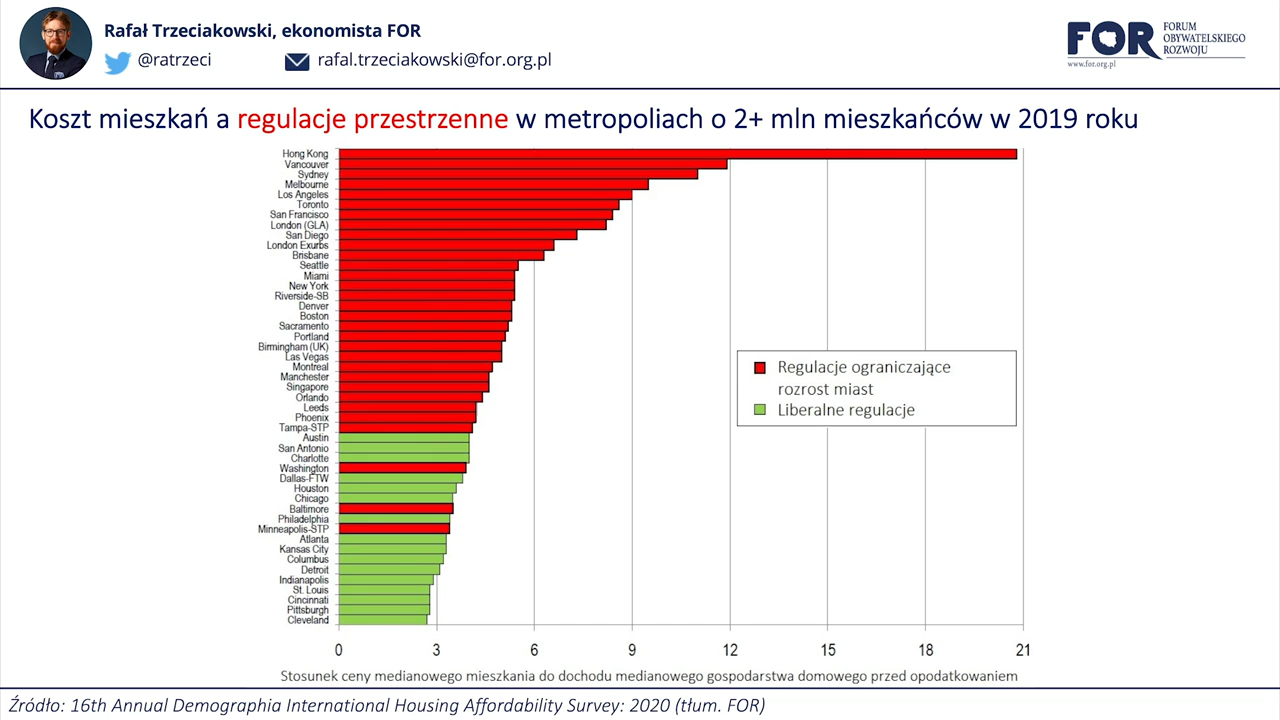 Rafał Trzeciakowski, ekonomista FOR
@ratrzeci
rafal.trzeciakowski@for.org.pl
FOR
FORUM
OBYWATELSKIEGO
ROZWOJU
www.for.org.pl
Koszt mieszkań a regulacje przestrzenne w metropoliach o 2+ mln mieszkańców w 2019 roku
Hong Kong
Vancouver
Sydney
Melbourne
Los Angeles
Toronto
San Francisco
London (GLA)
San Diego
London Exurbs
Brisbane
Seattle
Miami
New York
Riverside-SB
Denver
Boston
Sacramento
Portland
Birmingham (UK)
Las Vegas
Montreal
Manchester
Singapore
Orlando
Leeds
Phoenix
Tampa-STP
Austin
San Antonio
Charlotte
Washington
Dallas-FTW
Houston
Chicago
Baltimore
Philadelphia
Minneapolis-STP
Atlanta
Kansas City
Columbus
Detroit
Indianapolis
St. Louis
Cincinnati
Pittsburgh
Cleveland
Regulacje ograniczające
rozrost miast
Liberalne regulacje
0 3 6 9 12 15 18 21
Stosunek ceny medianowego mieszkania do dochodu medianowego gospodarstwa domowego przed opodatkowaniem
Źródło: 16th Annual Demographia International Housing Affordability Survey: 2020 (tłum. FOR)